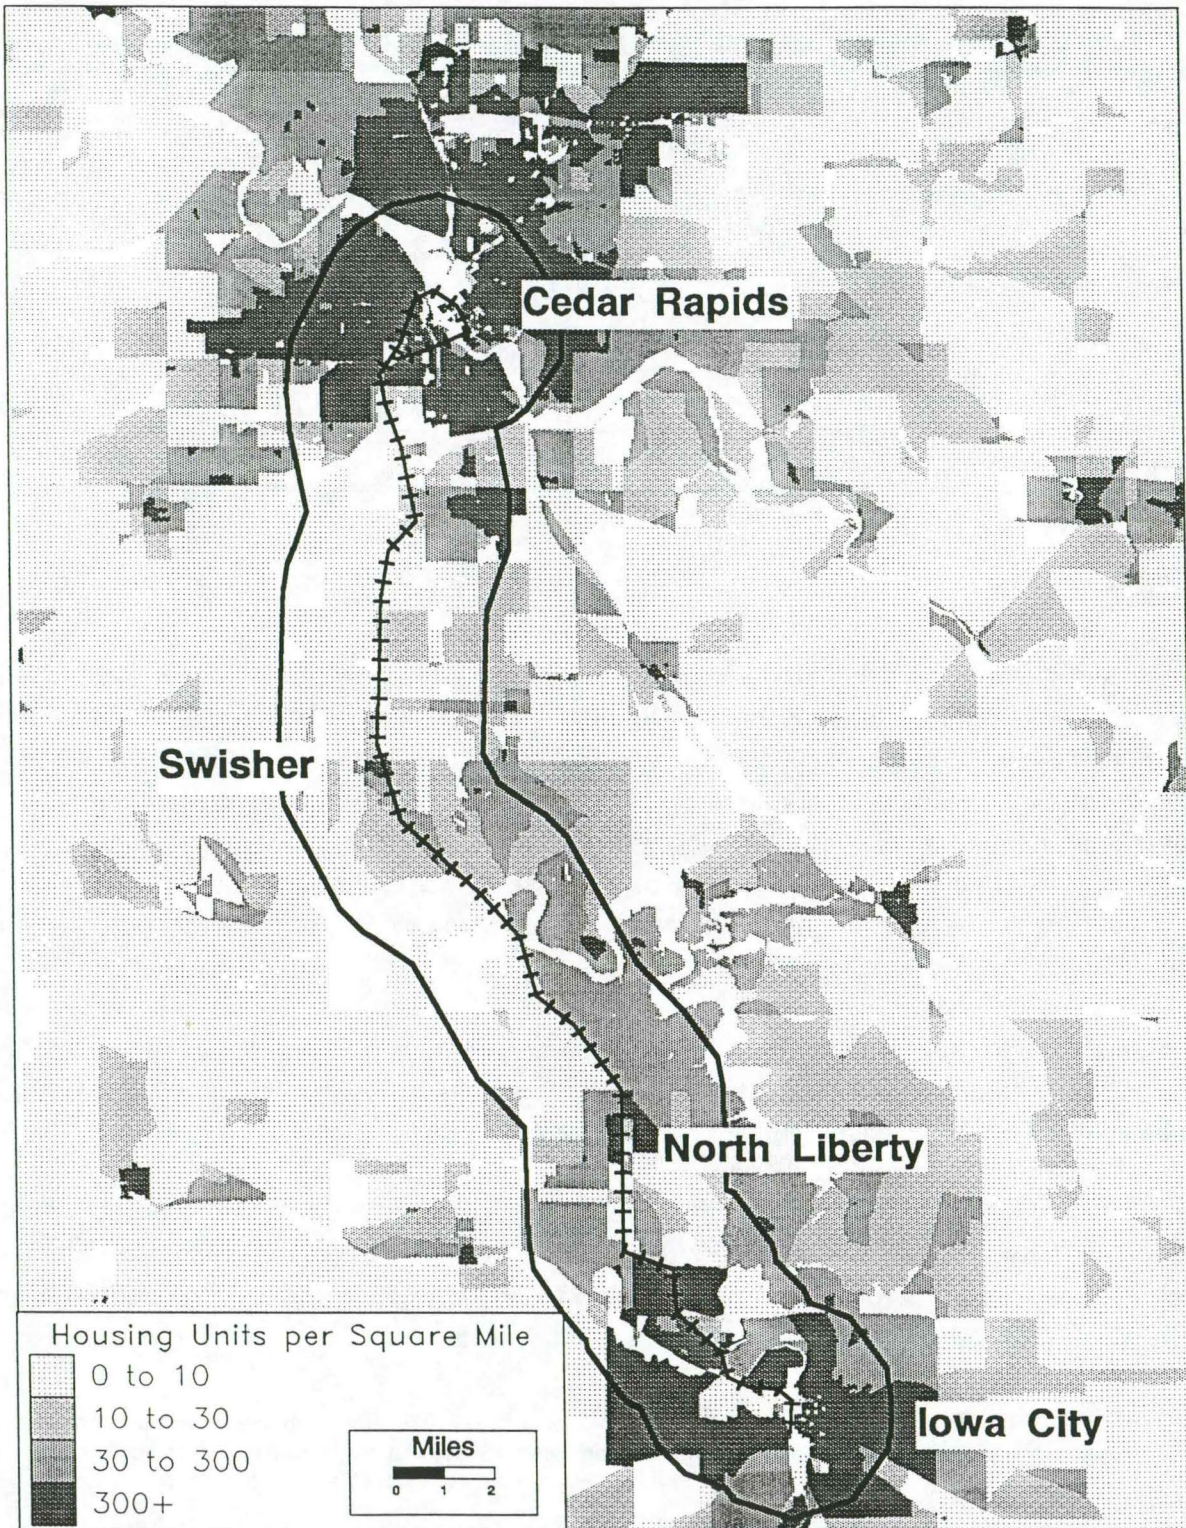 Cedar Rapids
Swisher
North Liberty
Iowa City
Housing Units per Square Mile
0 to 10
10 to 30
30 to 300
300+
Miles
0 1 2